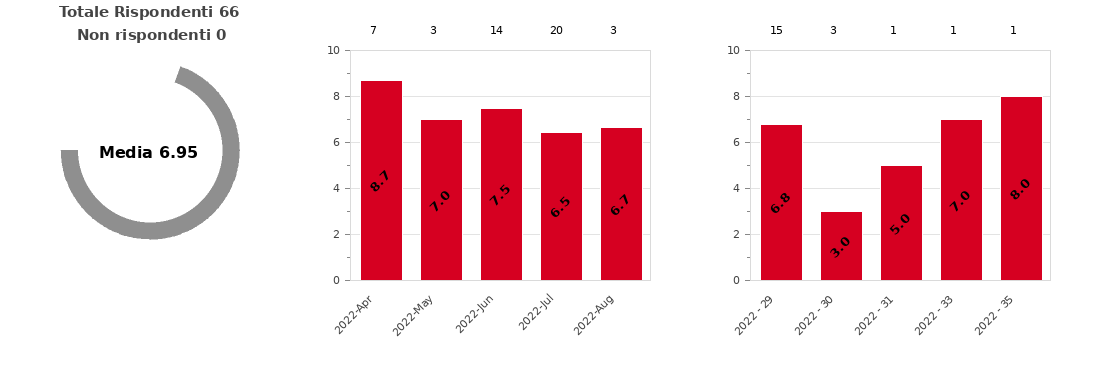 Totale Rispondenti 66
Non rispondenti 0
Media 6.95
7 3 14 20 3
10
8
6
4
2
0
8.7 7.0 7.5 6.5 6.7
2022-Apr 2022-May 2022-Jun 2022-Jul 2022-Aug
15 3 1 1 1
10
8
6
4
2
0
6.8 3.0 5.0 7.0 8.0
2022 - 29 2022 - 30 2022 - 31 2022 - 33 2022 - 35